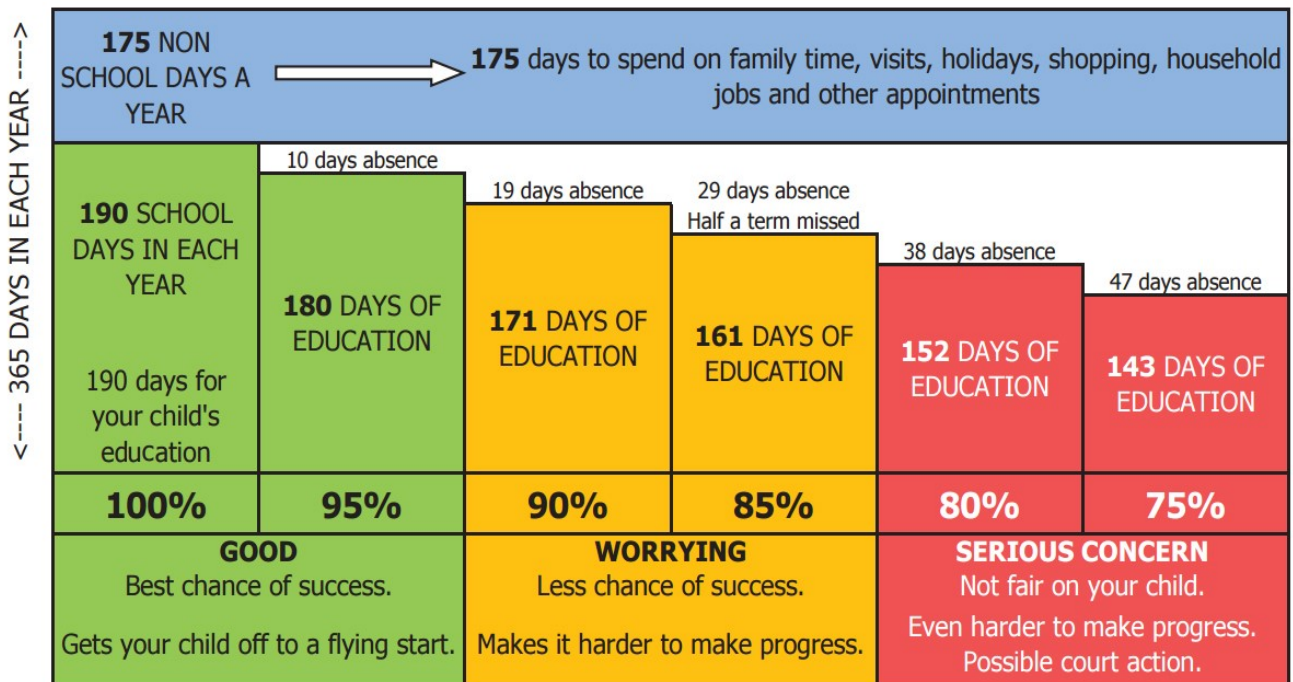 <---- 365 DAYS IN EACH YEAR ---->
175 NON
SCHOOL DAYS A
YEAR
175 days to spend on family time, visits, holidays, shopping, household
jobs and other appointments
190 SCHOOL
DAYS IN EACH
YEAR
190 days for
your child's
education
10 days absence
180 DAYS OF
EDUCATION
19 days absence
171 DAYS OF
EDUCATION
29 days absence
Half a term missed
161 DAYS OF
EDUCATION
38 days absence
152 DAYS OF
EDUCATION
47 days absence
143 DAYS OF
EDUCATION
100%
95%
90%
85%
80%
75%
GOOD
Best chance of success.
Gets your child off to a flying start.
WORRYING
Less chance of success.
Makes it harder to make progress.
SERIOUS CONCERN
Not fair on your child.
Even harder to make progress.
Possible court action.